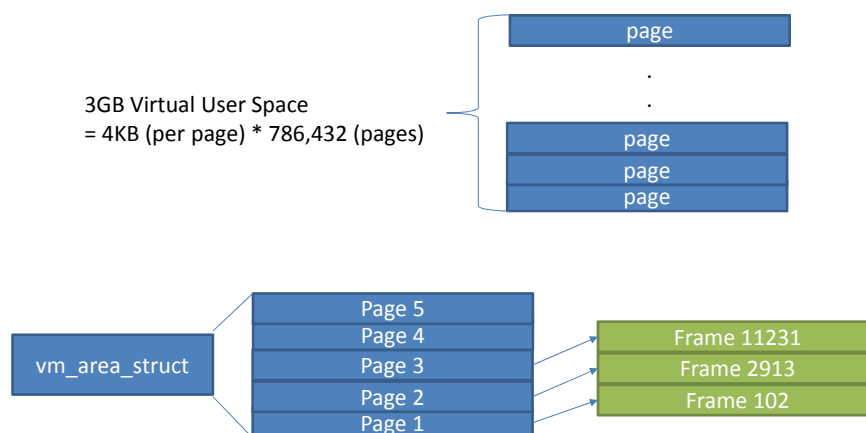 page
.
.
3GB Virtual User Space
= 4KB (per page) * 786,432 (pages)
page
page
page
vm_area_struct
Page 5
Page 4
Page 3
Page 2
Page 1
Frame 11231
Frame 2913
Frame 102